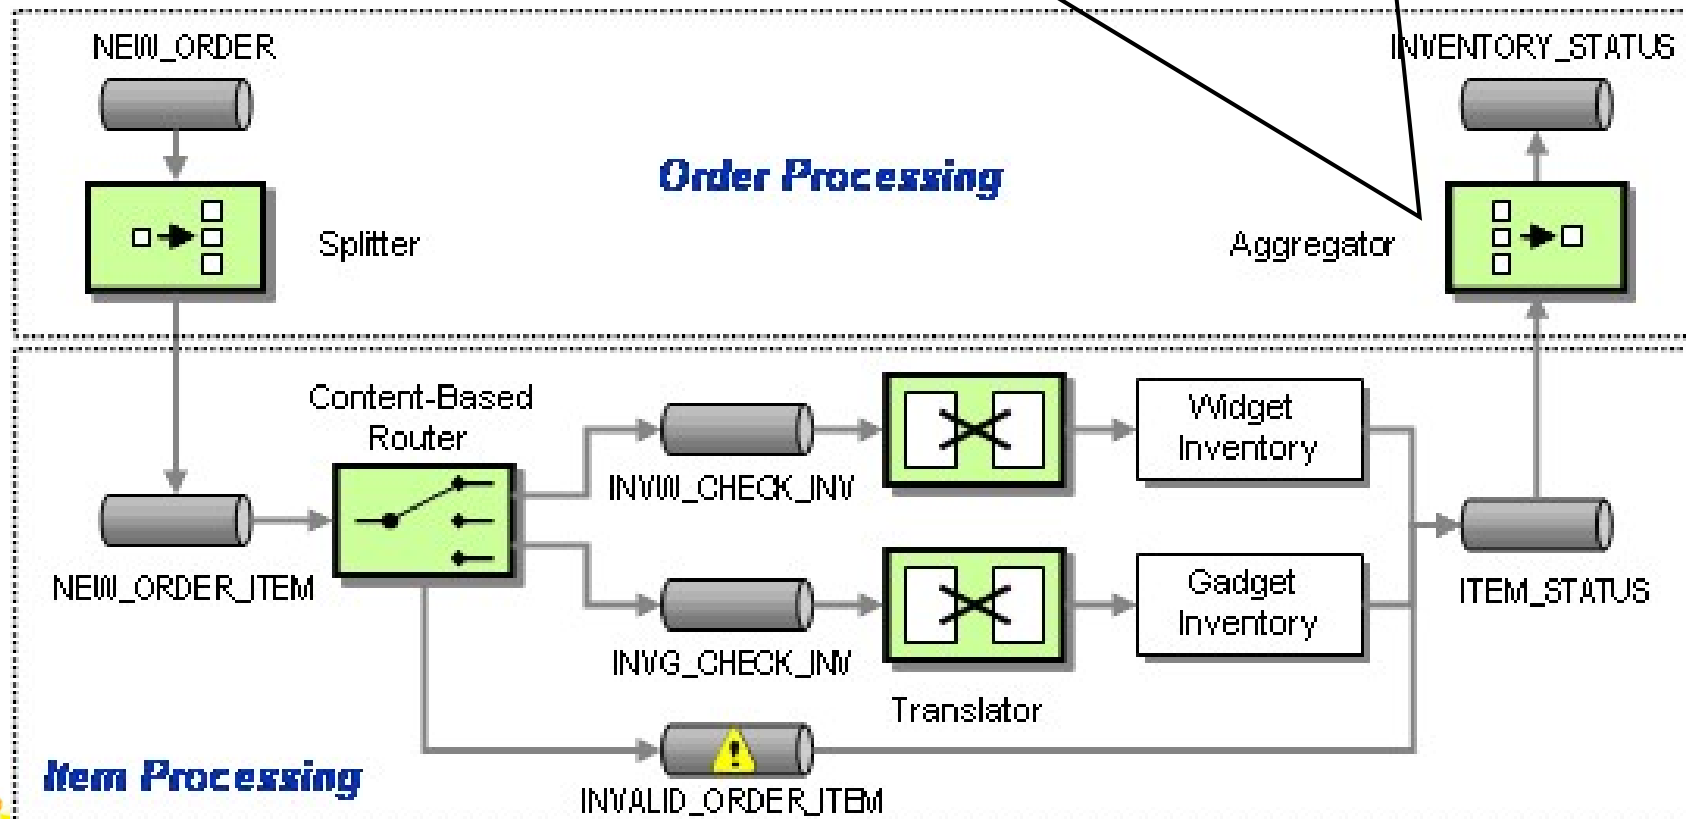 NEW_ORDER
INVENTORY_STATUS
Order Processing
Splitter
Aggregator
Content-Based
Router
Widget
Inventory
INVW_CHECK_INV
NEW_ORDER_ITEM
Gadget
Inventory
ITEM_STATUS
INVG_CHECK_INV
Translator
Item Processing
INVALID_ORDER_ITEM